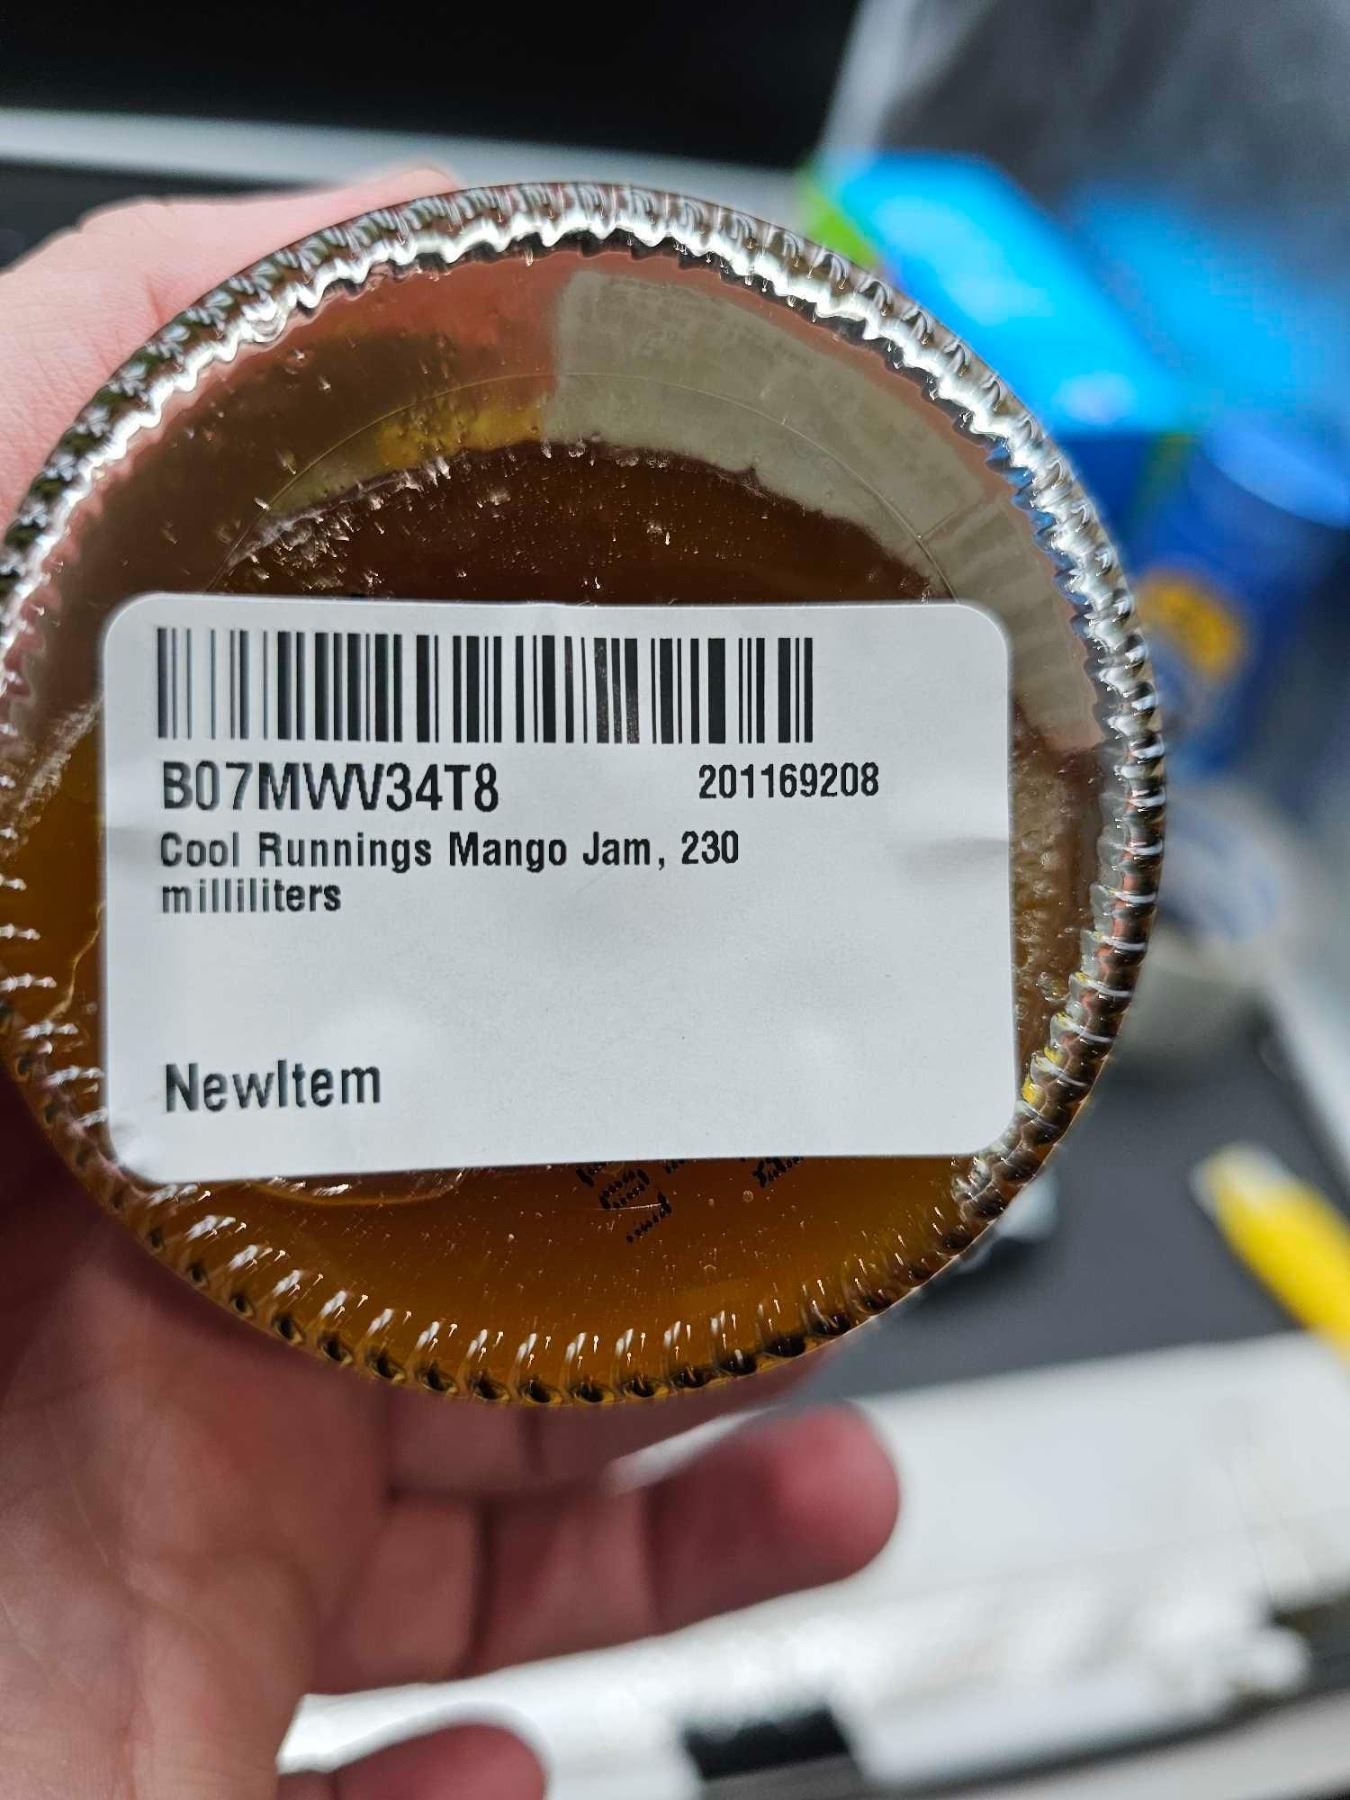 B07MWV34T8 201169208
Cool Runnings Mango Jam, 230
milliliters
NewItem